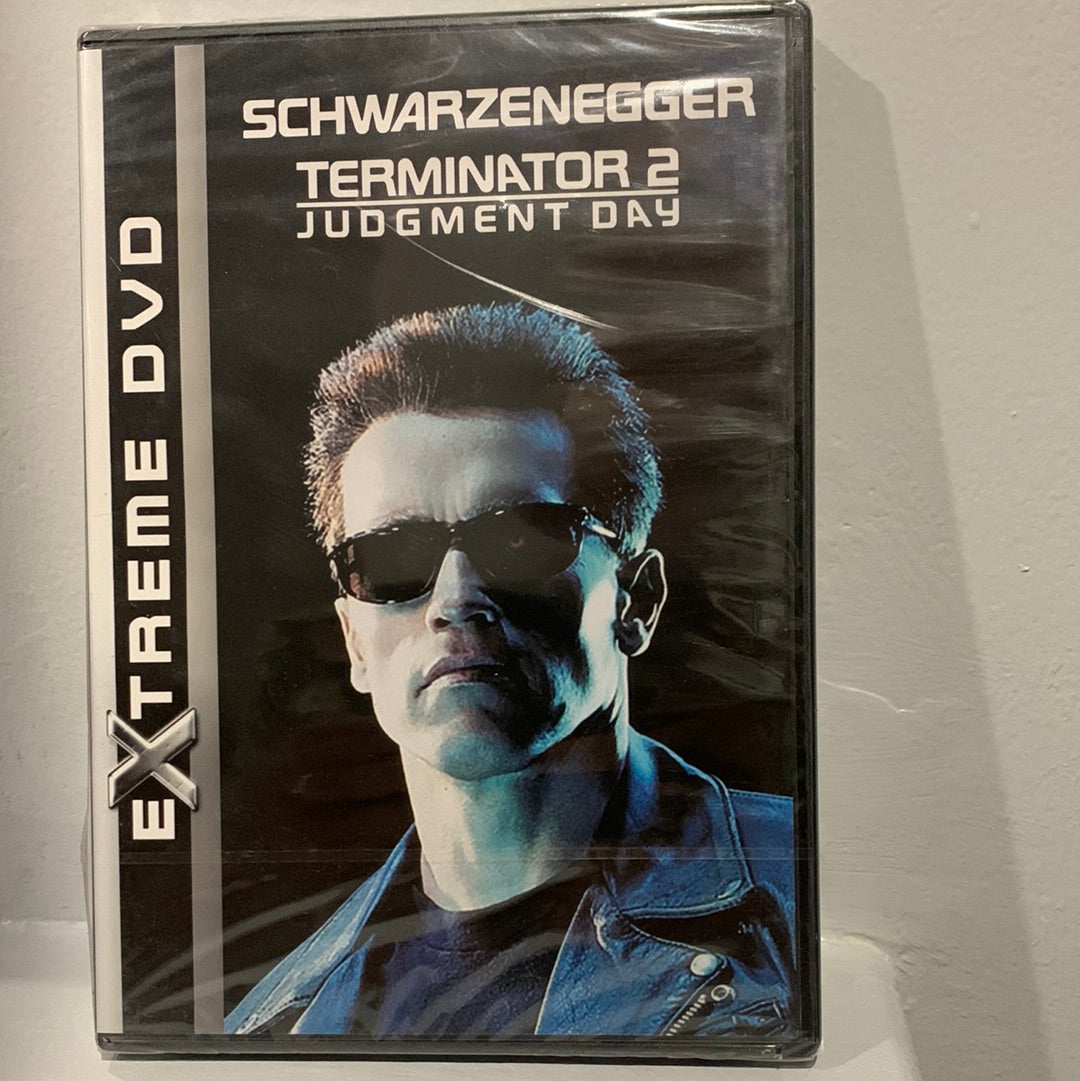 SCHWARZENEGGER
TERMINATOR 2
JUDGMENT DAY
EXTREME DVD